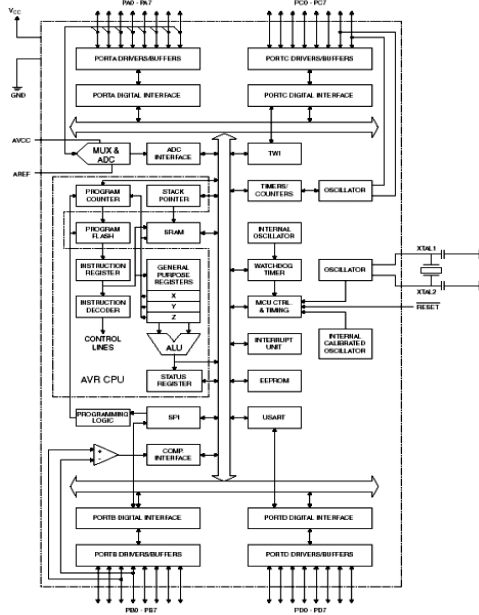 PA0 - PA7
PC0 - PC7
VCC
PORTA DRIVERS/BUFFERS
PORTC DRIVERS/BUFFERS
GND
PORTA DIGITAL INTERFACE
PORTC DIGITAL INTERFACE
AVCC
MUX &
ADC
ADC
INTERFACE
TWI
AREF
PROGRAM
COUNTER
STACK
POINTER
TIMERS/
COUNTERS
OSCILLATOR
PROGRAM
FLASH
SRAM
INTERNAL
OSCILLATOR
XTAL1
INSTRUCTION
REGISTER
GENERAL
PURPOSE
REGISTERS
WATCHDOG
TIMER
OSCILLATOR
X
XTAL2
INSTRUCTION
DECODER
Y
MCU CTRL.
& TIMING
RESET
Z
CONTROL
LINES
ALU
INTERRUPT
UNIT
INTERNAL
CALIBRATED
OSCILLATOR
AVR CPU
STATUS
REGISTER
EEPROM
PROGRAMMING
LOGIC
SPI
USART
+
-
COMP.
INTERFACE
PORTB DIGITAL INTERFACE
PORTD DIGITAL INTERFACE
PORTB DRIVERS/BUFFERS
PORTD DRIVERS/BUFFERS
PB0 - PB7
PD0 - PD7